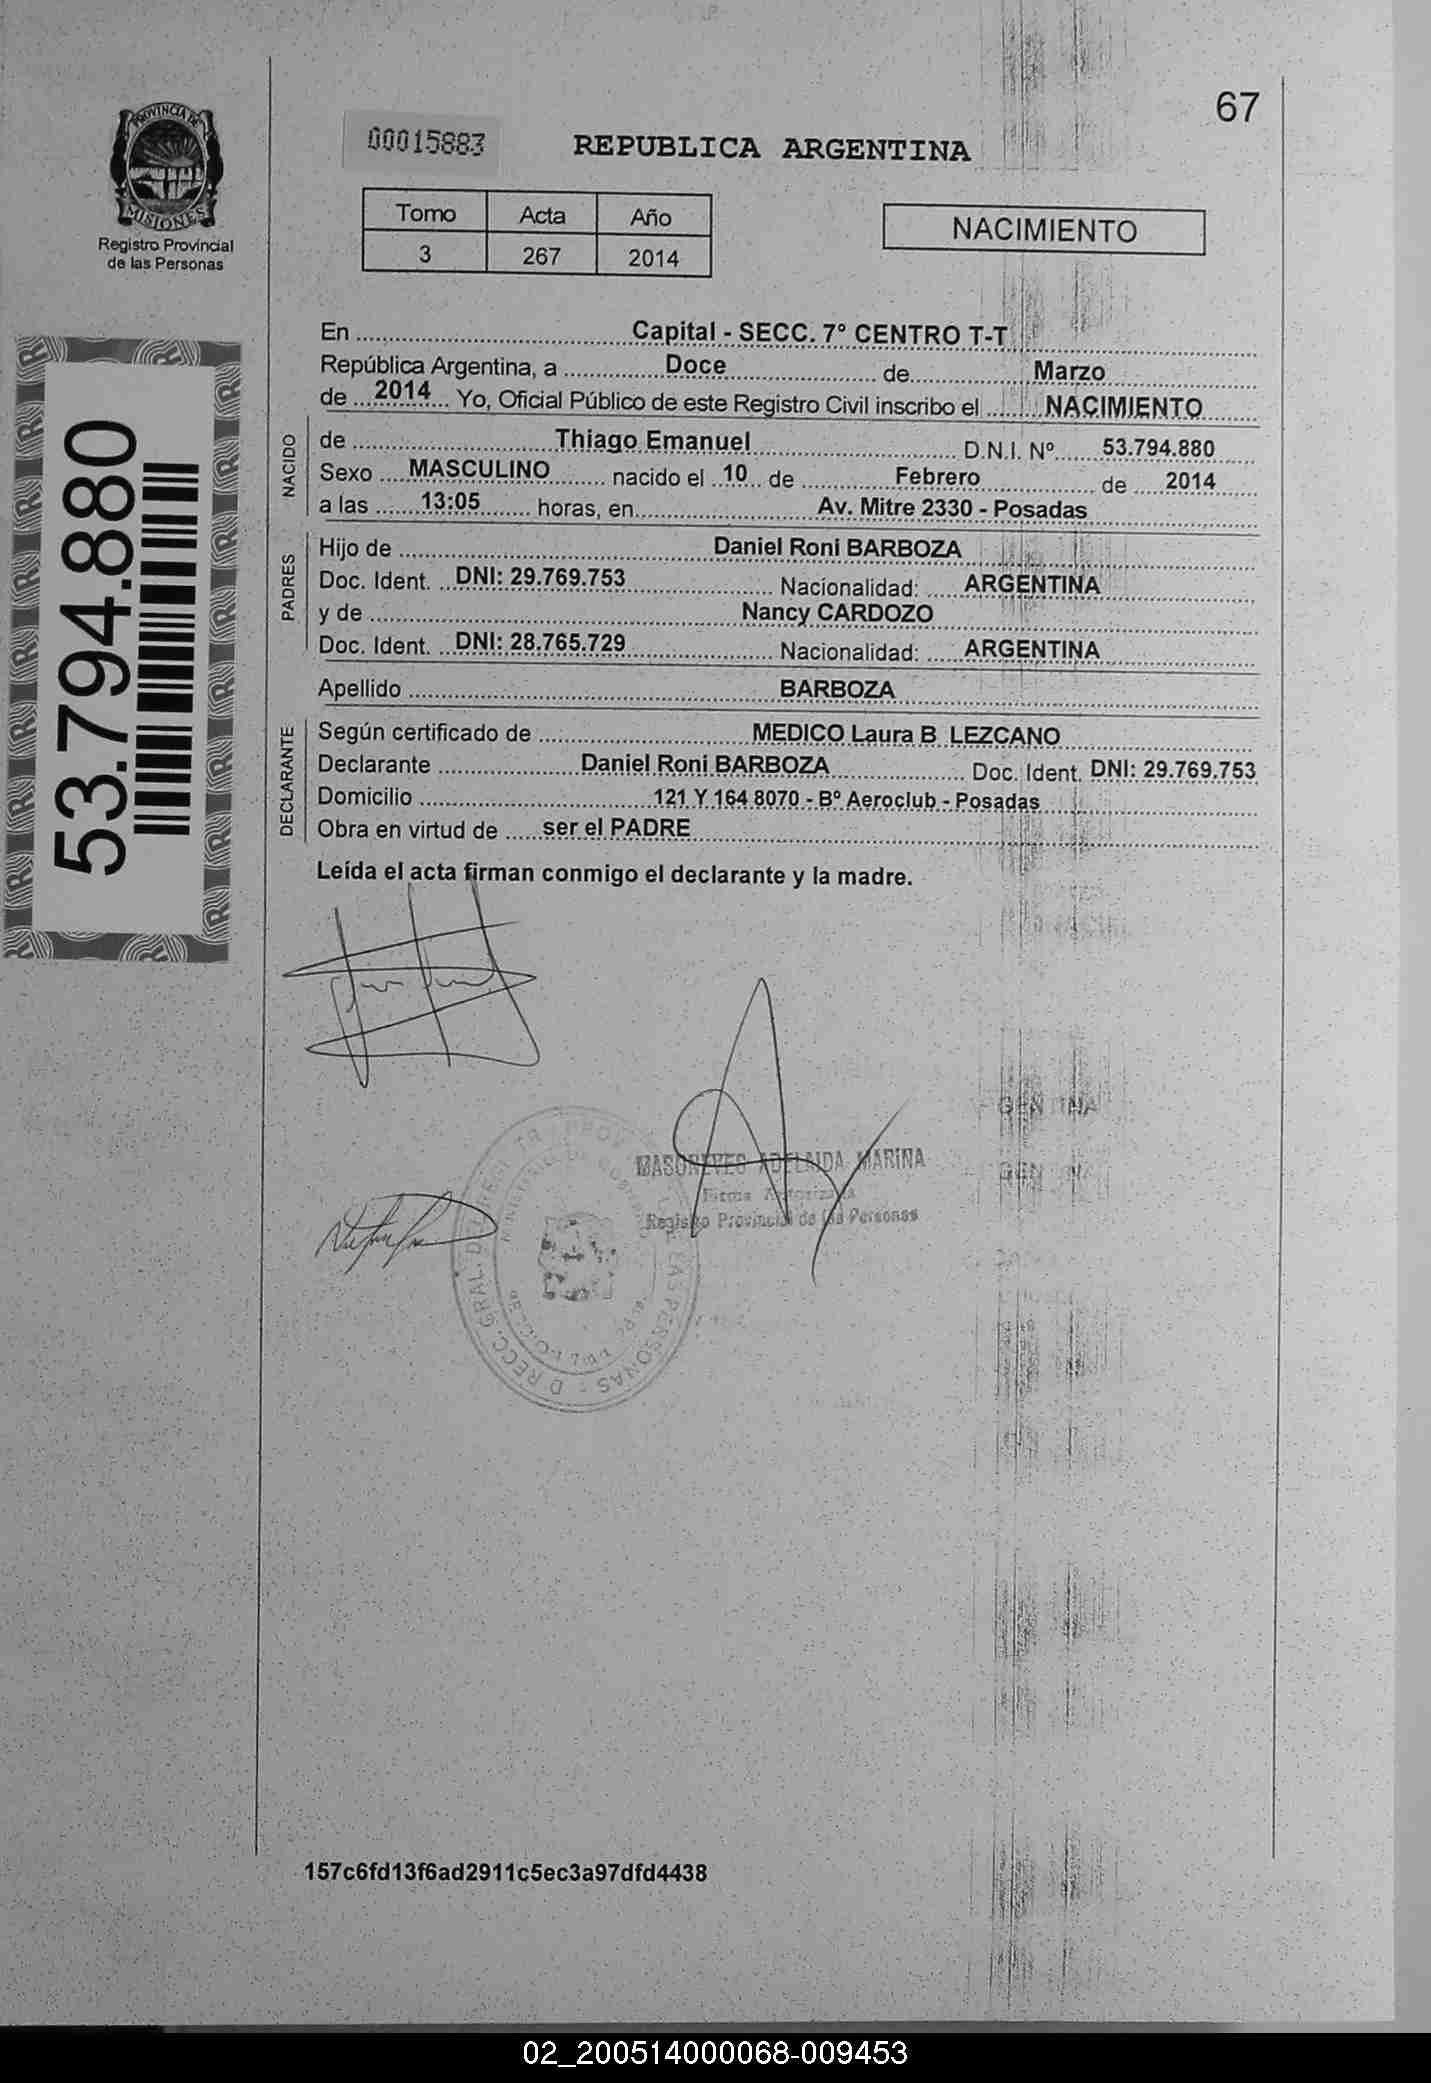 67
PROVINCIA DE
MISIONES
Registro Provincial
de las Personas
00015883
REPUBLICA ARGENTINA
Tomo Acta Año
3 267 2014
NACIMIENTO
53.794.880
En Capital - SECC. 7° CENTRO T-T
República Argentina, a Doce de Marzo
de 2014 Yo, Oficial Público de este Registro Civil inscribo el NACIMIENTO
NACIDO
de Thiago Emanuel D.N.I. Nº 53.794.880
Sexo MASCULINO nacido el 10 de Febrero de 2014
a las 13:05 horas, en Av. Mitre 2330 - Posadas
PADRES
Hijo de Daniel Roni BARBOZA
Doc. Ident. DNI: 29.769.753 Nacionalidad: ARGENTINA
y de Nancy CARDOZO
Doc. Ident. DNI: 28.765.729 Nacionalidad: ARGENTINA
Apellido BARBOZA
DECLARANTE
Según certificado de MEDICO Laura B LEZCANO
Declarante Daniel Roni BARBOZA Doc. Ident. DNI: 29.769.753
Domicilio 121 Y 164 8070 - Bº Aeroclub - Posadas
Obra en virtud de ser el PADRE
Leída el acta firman conmigo el declarante y la madre.
ADELAIDA MARINA
Registro Provincial de las Personas
157c6fd13f6ad2911c5ec3a97dfd4438
02_200514000068-009453